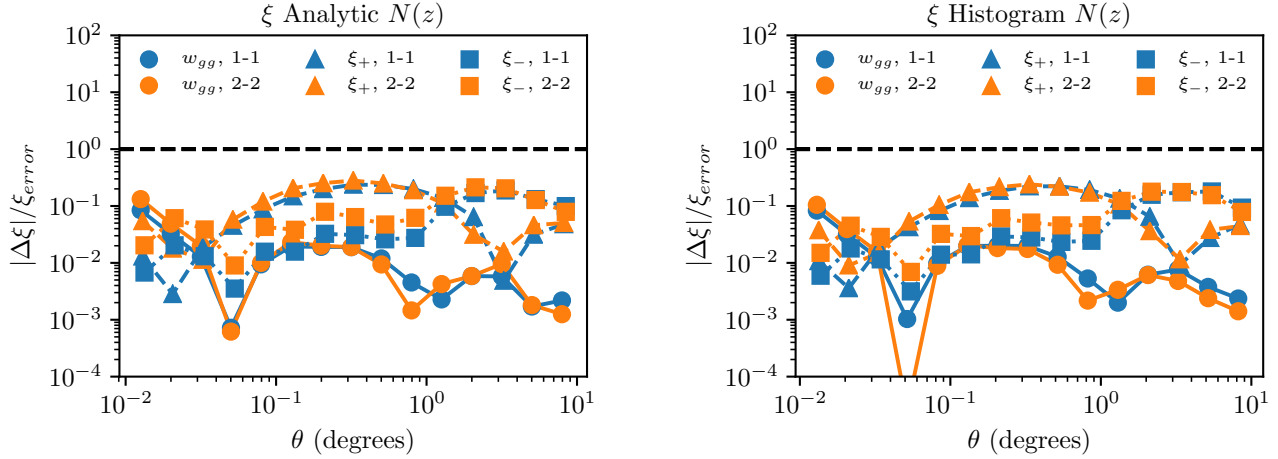 ξ Analytic N(z)
10^2
10^1
10^0
10^−1
10^−2
10^−3
10^−4
|Δξ|/ξ_error
w_gg, 1-1
w_gg, 2-2
ξ_+, 1-1
ξ_+, 2-2
ξ_−, 1-1
ξ_−, 2-2
10^−2
10^−1
10^0
10^1
θ (degrees)
ξ Histogram N(z)
10^2
10^1
10^0
10^−1
10^−2
10^−3
10^−4
|Δξ|/ξ_error
w_gg, 1-1
w_gg, 2-2
ξ_+, 1-1
ξ_+, 2-2
ξ_−, 1-1
ξ_−, 2-2
10^−2
10^−1
10^0
10^1
θ (degrees)